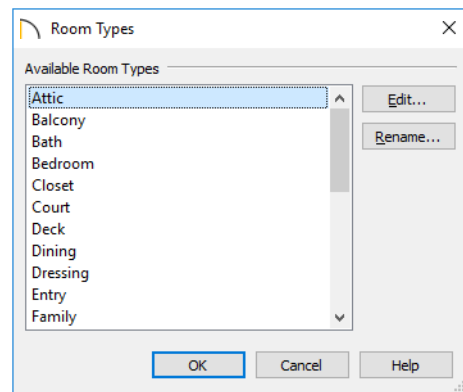 Room Types
Available Room Types
Attic
Balcony
Bath
Bedroom
Closet
Court
Deck
Dining
Dressing
Entry
Family
Edit...
Rename...
OK
Cancel
Help